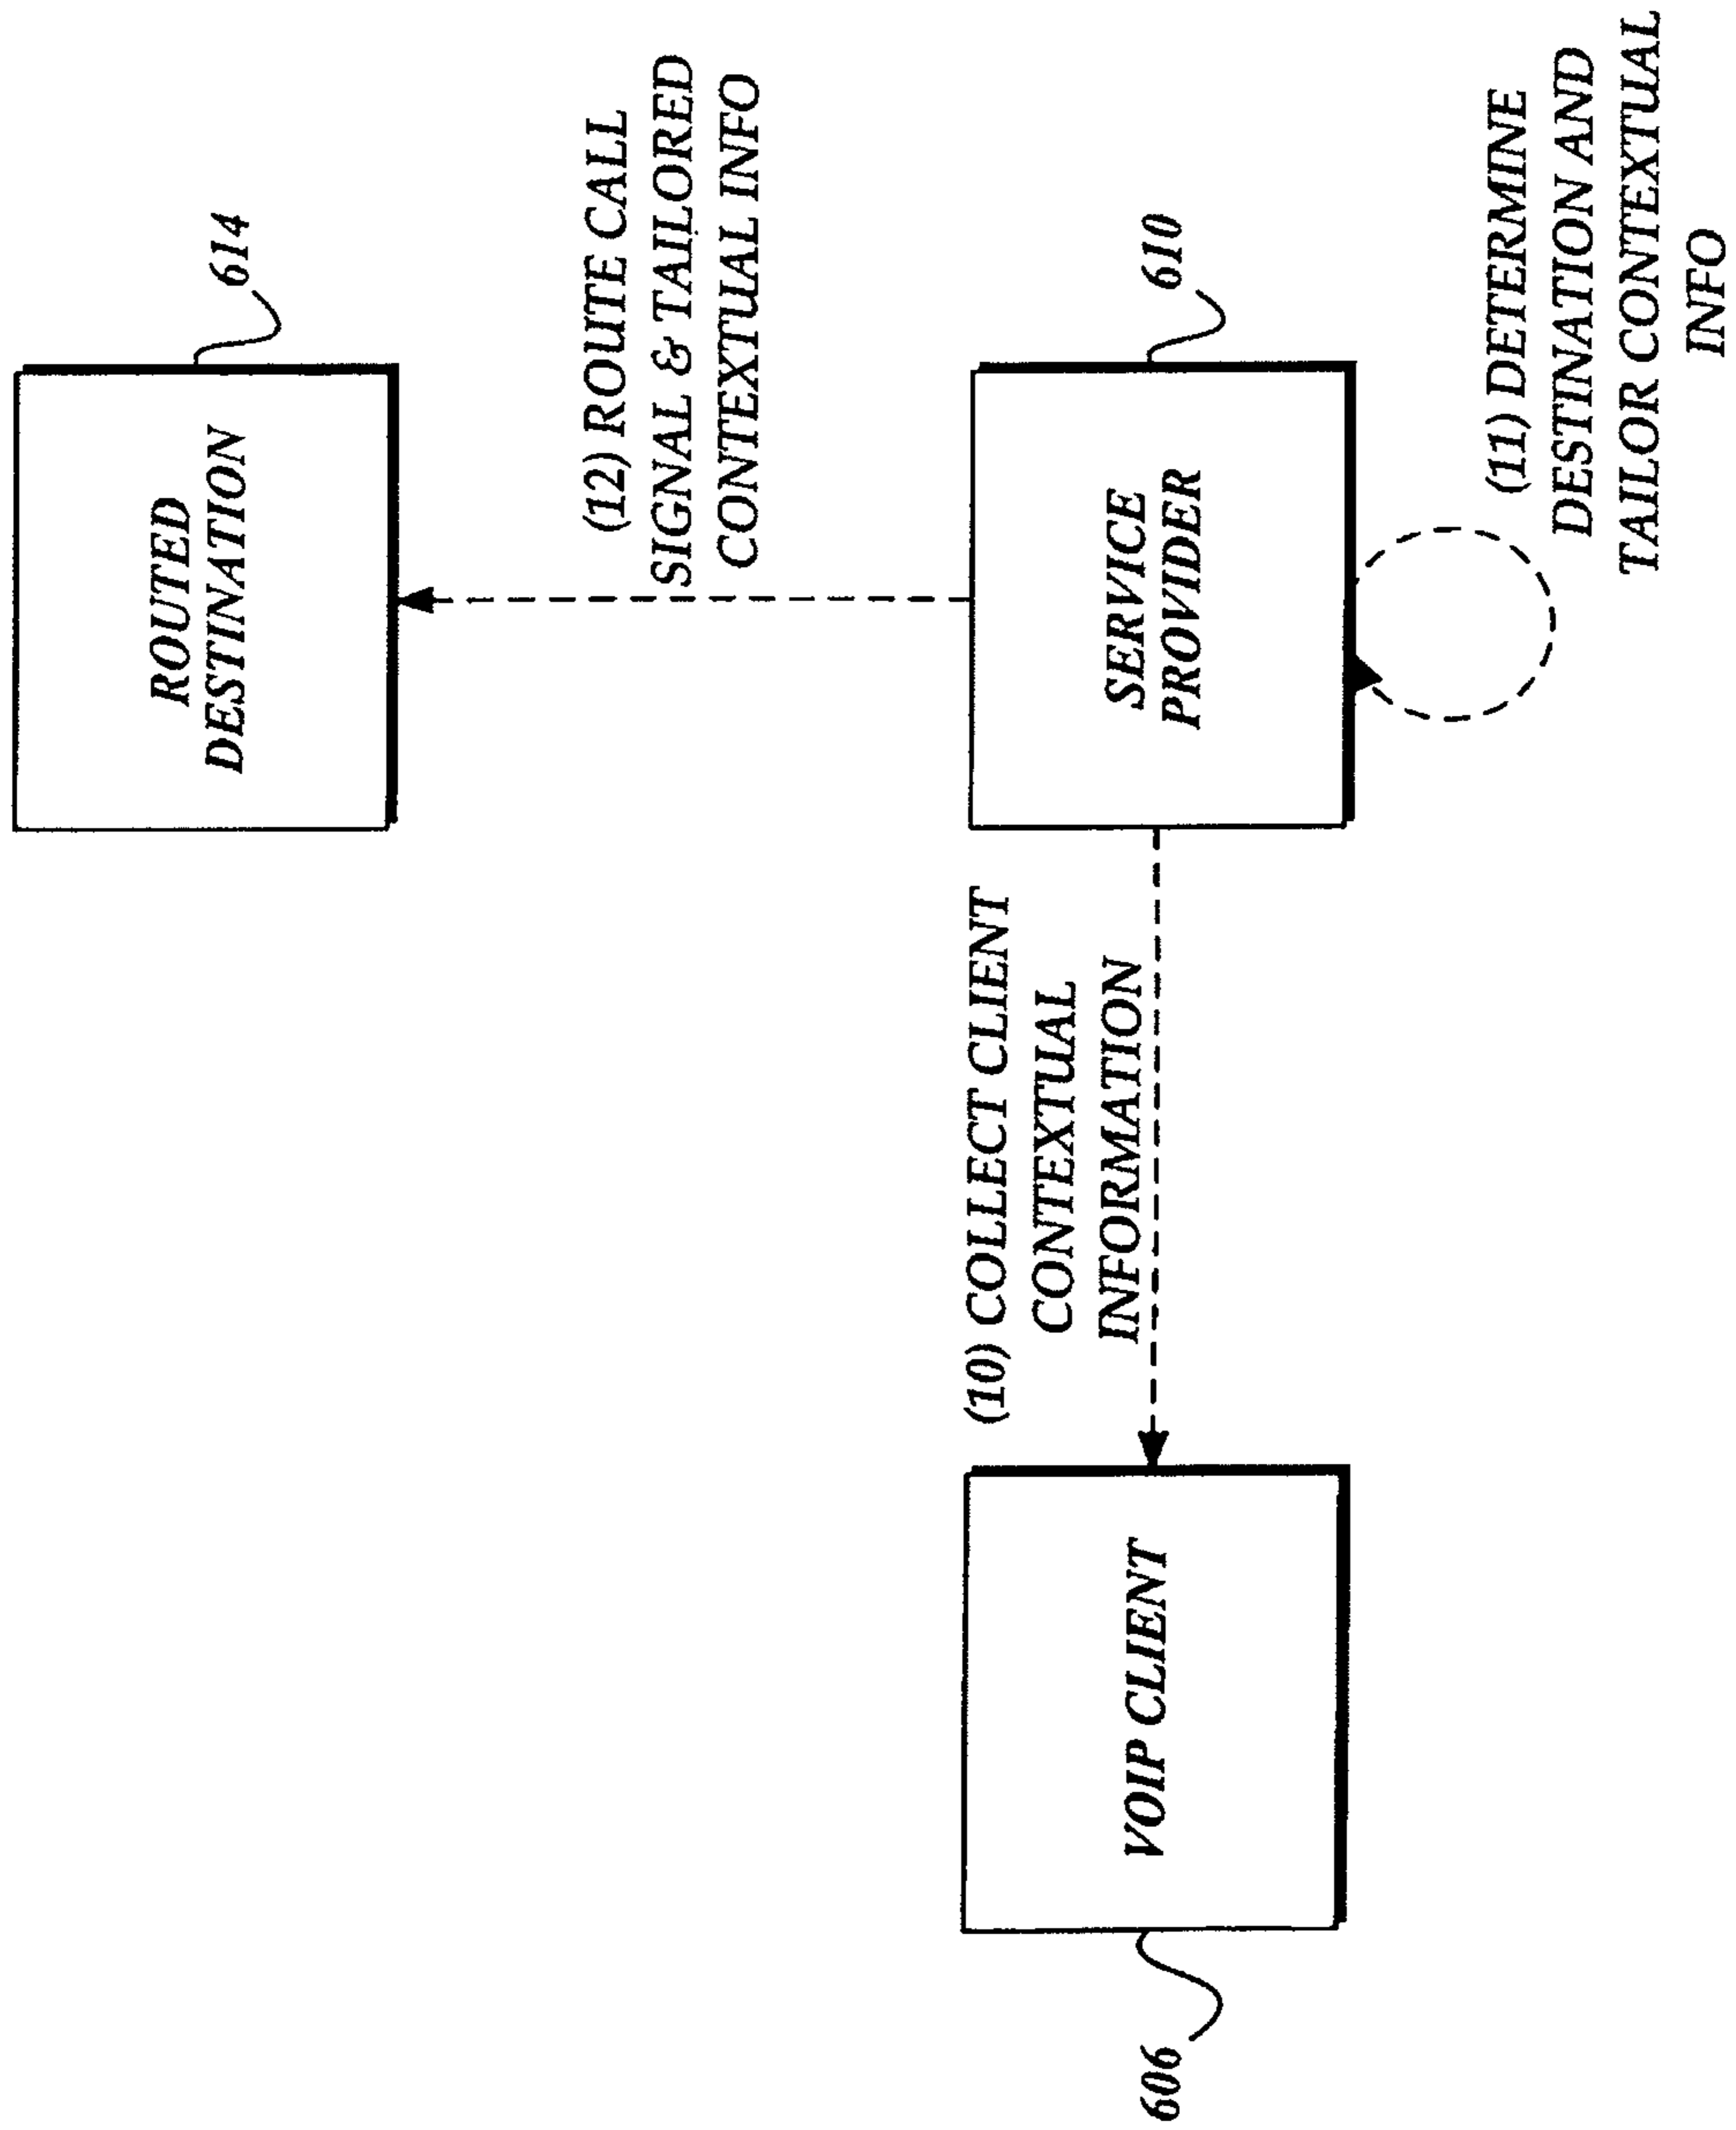 614
ROUTED
DESTINATION
(12) ROUTE CALL
SIGNAL & TAILORED
CONTEXTUAL INFO
606
VOIP CLIENT
(10) COLLECT CLIENT
CONTEXTUAL
INFORMATION
610
SERVICE
PROVIDER
(11) DETERMINE
DESTINATION AND
TAILOR CONTEXTUAL
INFO